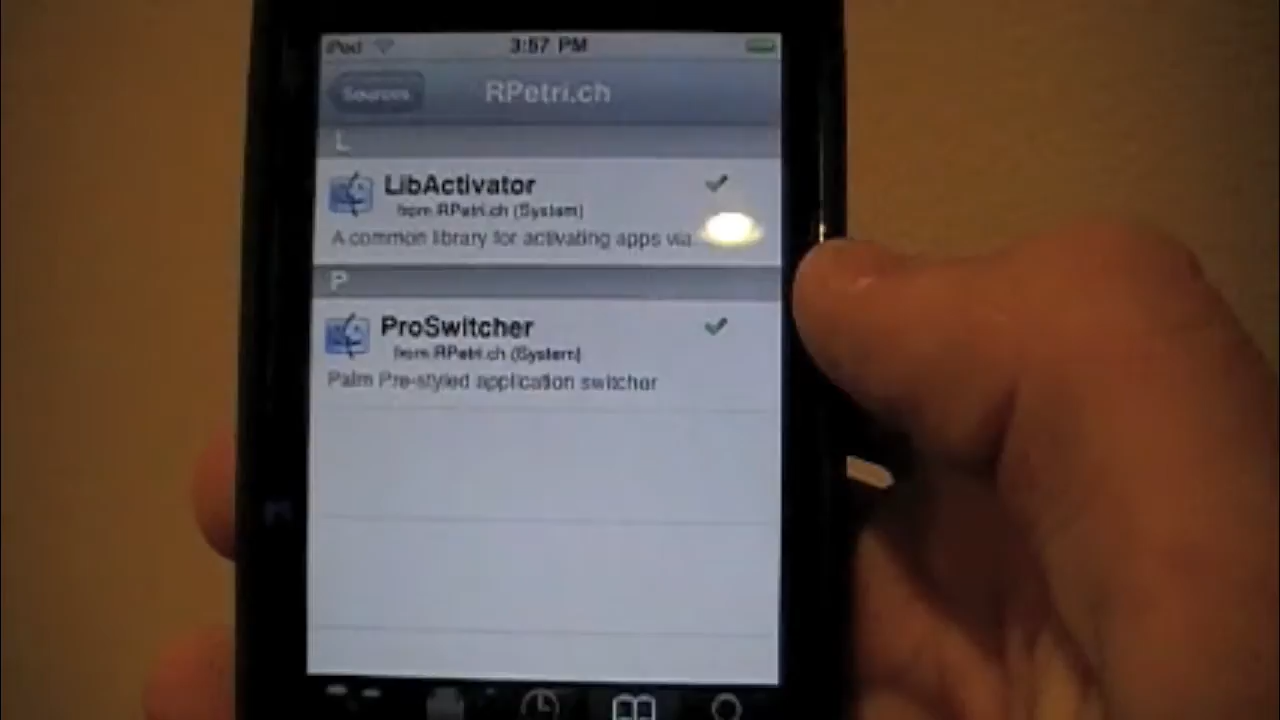 iPod 3:57 PM
Sources RPetri.ch
L
LibActivator
from RPetri.ch (System)
A common library for activating apps via
P
ProSwitcher
from RPetri.ch (System)
Palm Pre-styled application switcher